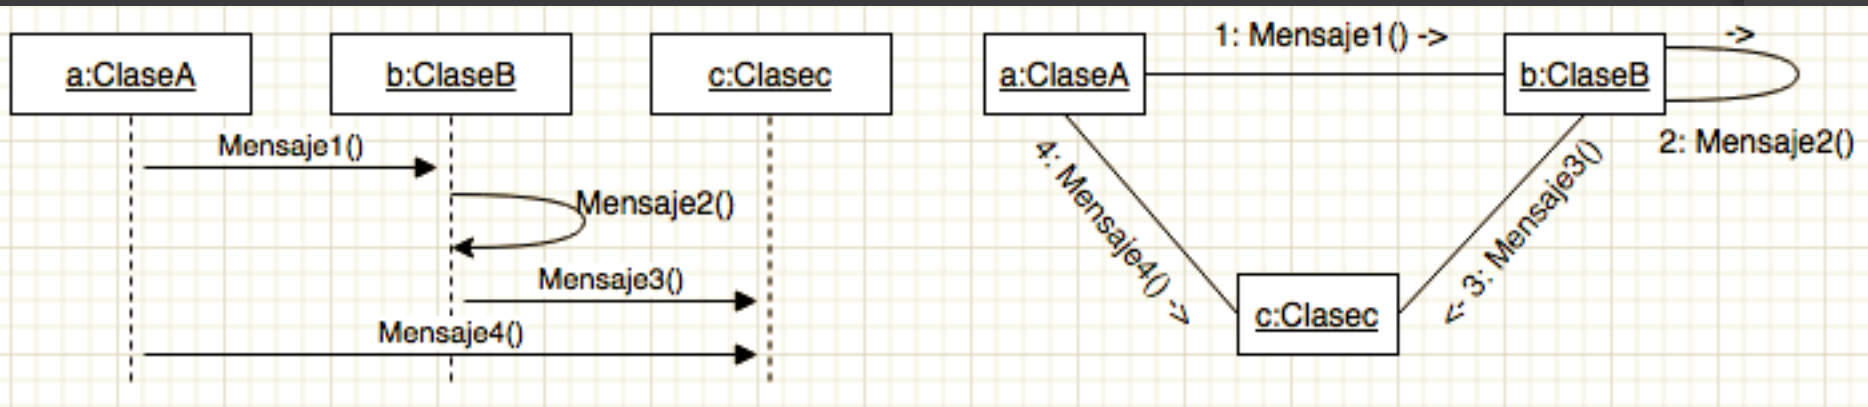 a:ClaseA
b:ClaseB
c:Clasec
Mensaje1()
Mensaje2()
Mensaje3()
Mensaje4()
1: Mensaje1() ->
a:ClaseA
b:ClaseB
->
2: Mensaje2()
4: Mensaje4() ->
<- 3: Mensaje3()
c:Clasec